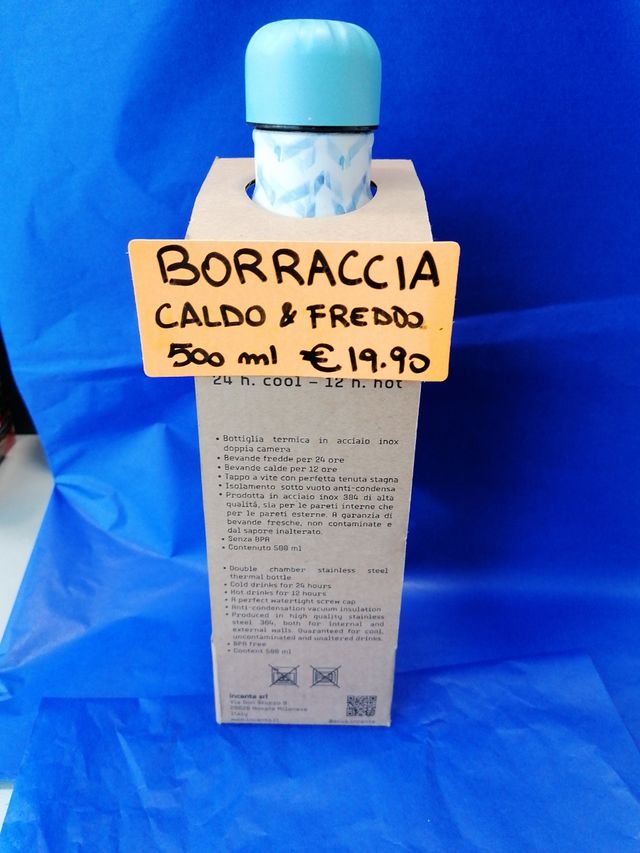 BORRACCIA
CALDO & FREDDO
500 ml € 19.90
24 h. cool – 12 h. hot
• Bottiglia termica in acciaio inox
doppia camera
• Bevande fredde per 24 ore
• Bevande calde per 12 ore
• Tappo a vite con perfetta tenuta stagna
• Isolamento sotto vuoto anti-condensa
• Prodotta in acciaio inox 304 di alta
qualità, sia per le pareti interne che
per le pareti esterne. A garanzia di
bevande fresche, non contaminate e
dal sapore inalterato.
• Senza BPA
• Contenuto 500 ml
• Double chamber stainless steel
thermal bottle
• Cold drinks for 24 hours
• Hot drinks for 12 hours
• A perfect watertight screw cap
• Anti-condensation vacuum insulation
• Produced in high quality stainless
steel 304, both for internal and
external walls. Guaranteed for cool,
uncontaminated and unaltered drinks.
• BPA free
• Content 500 ml
incanta srl
Via Don
Novate Milanese
Italy